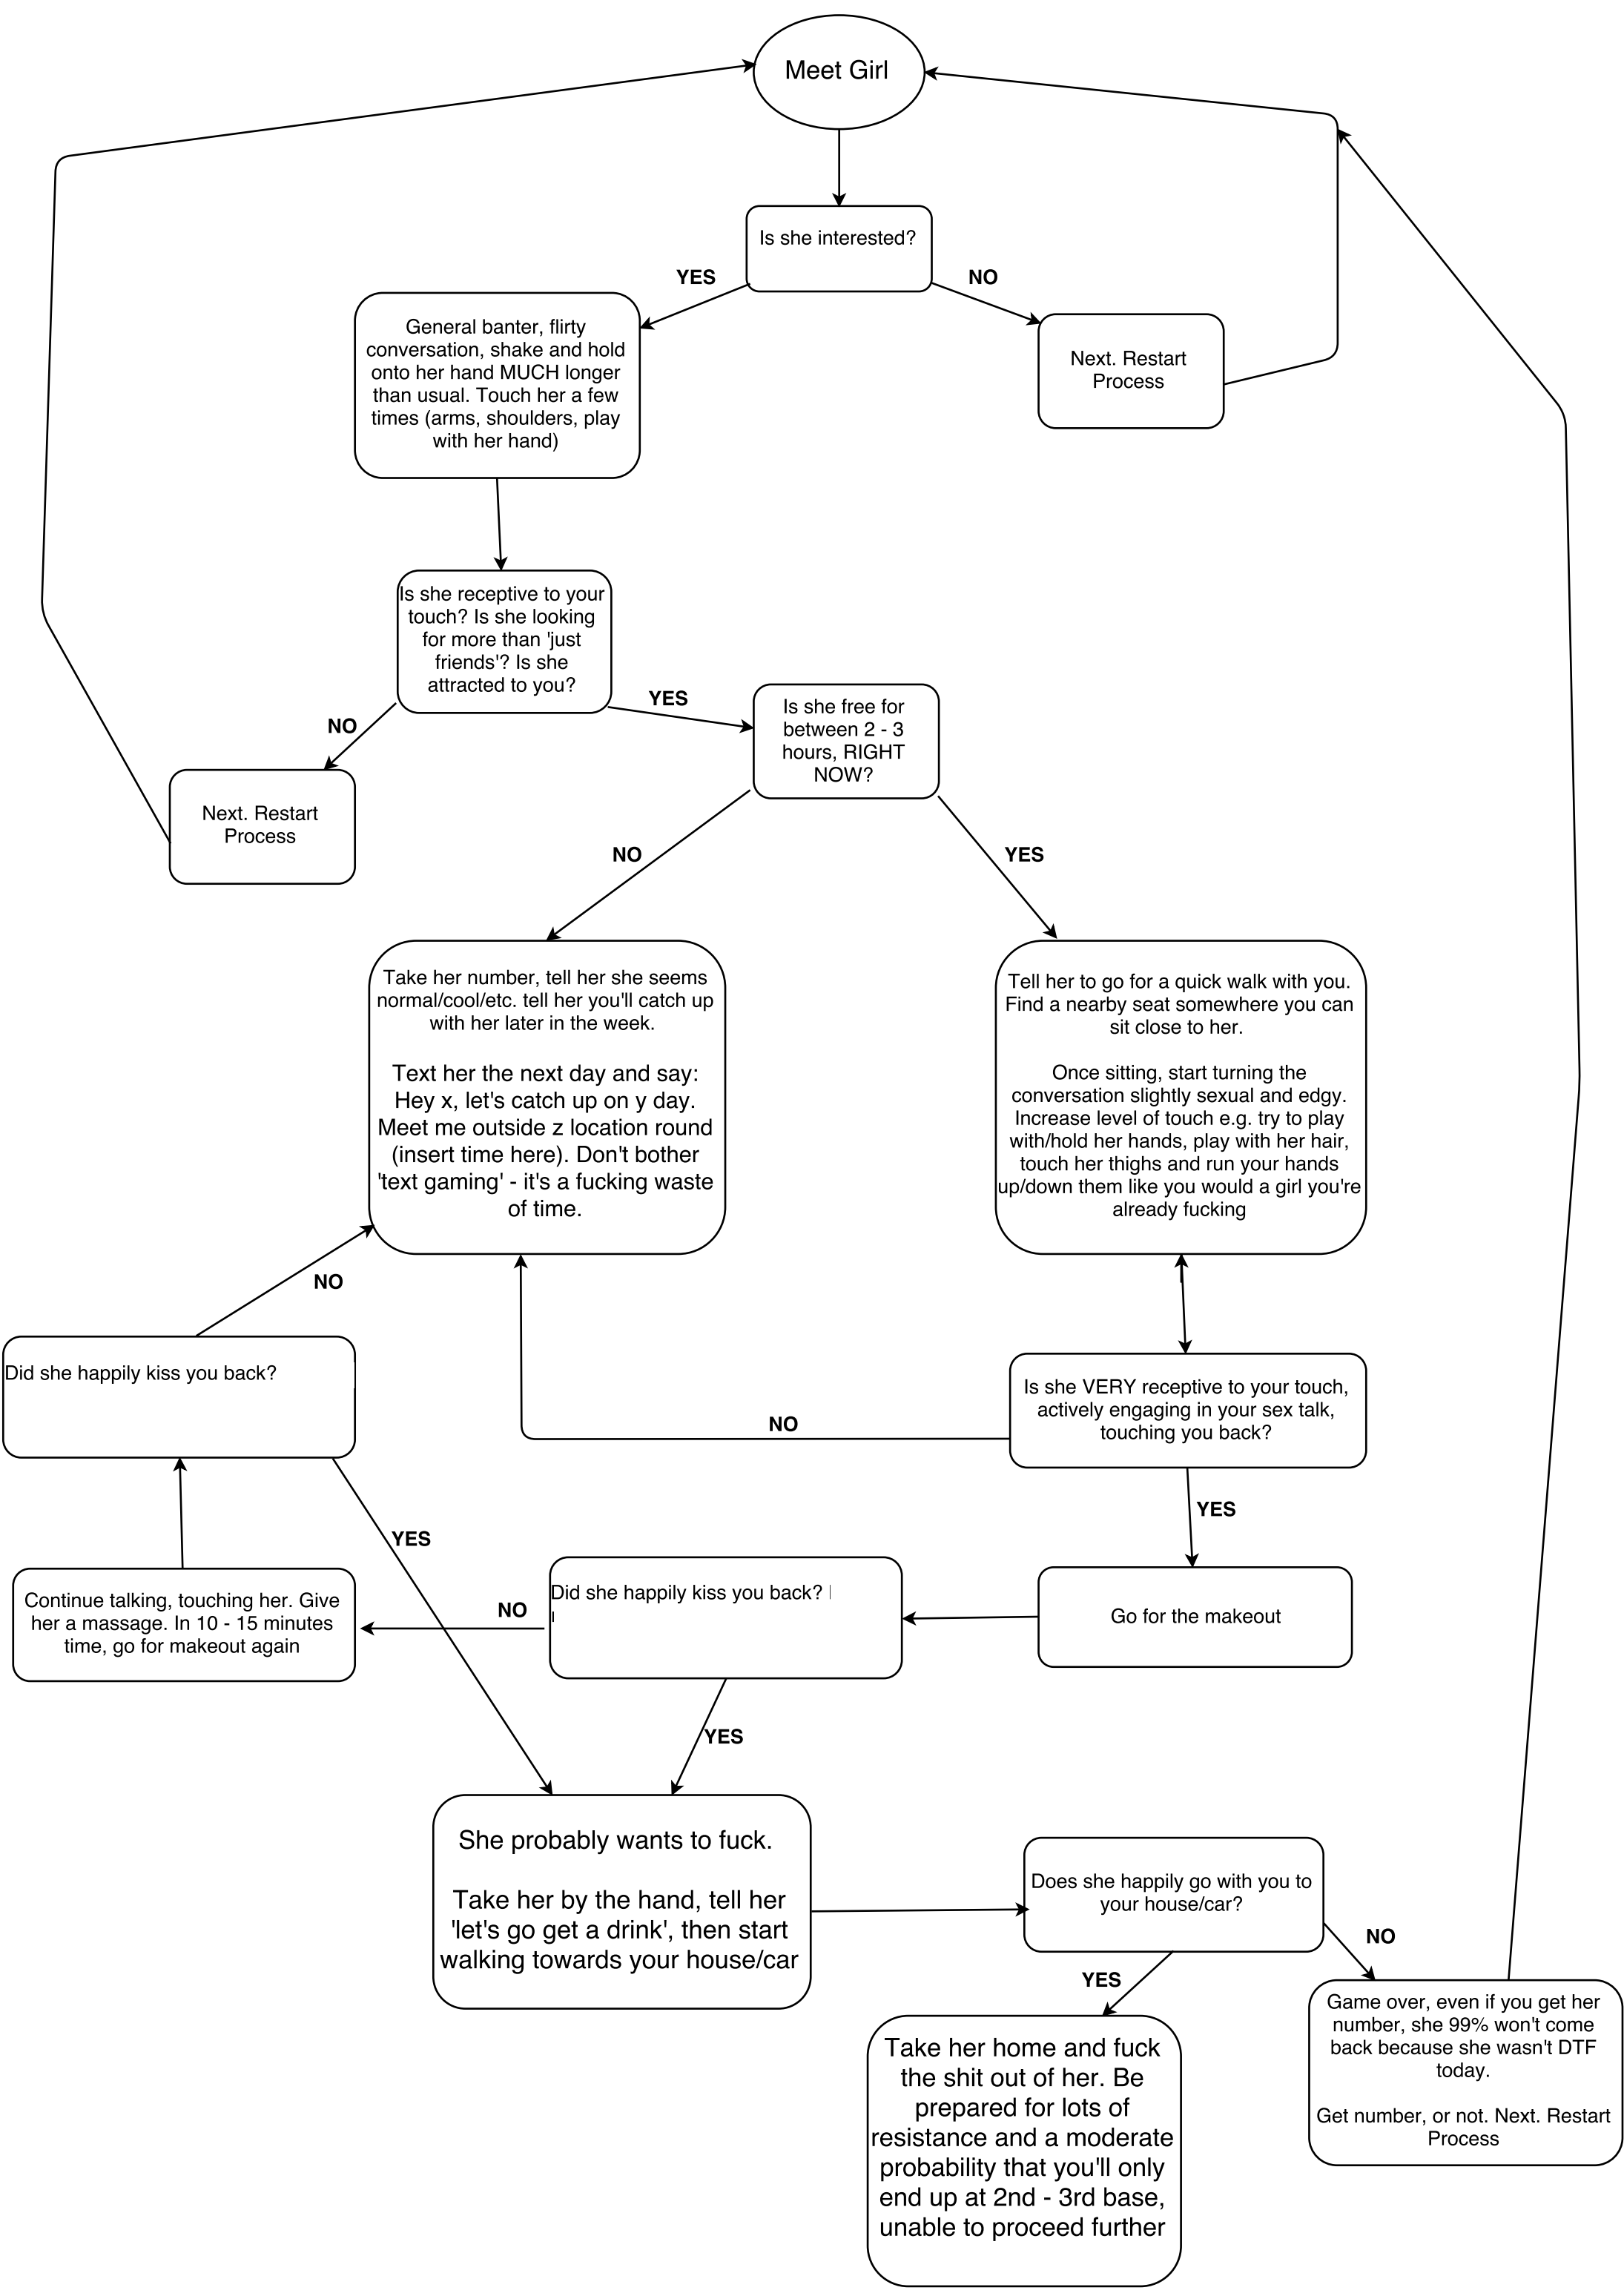 Meet Girl
Is she interested?
YES
NO
General banter, flirty
conversation, shake and hold
onto her hand MUCH longer
than usual. Touch her a few
times (arms, shoulders, play
with her hand)
Next. Restart
Process
Is she receptive to your
touch? Is she looking
for more than 'just
friends'? Is she
attracted to you?
YES
NO
Is she free for
between 2 - 3
hours, RIGHT
NOW?
Next. Restart
Process
NO
YES
Take her number, tell her she seems
normal/cool/etc. tell her you'll catch up
with her later in the week.
Text her the next day and say:
Hey x, let's catch up on y day.
Meet me outside z location round
(insert time here). Don't bother
'text gaming' - it's a fucking waste
of time.
Tell her to go for a quick walk with you.
Find a nearby seat somewhere you can
sit close to her.
Once sitting, start turning the
conversation slightly sexual and edgy.
Increase level of touch e.g. try to play
with/hold her hands, play with her hair,
touch her thighs and run your hands
up/down them like you would a girl you're
already fucking
NO
Did she happily kiss you back?
Is she VERY receptive to your touch,
actively engaging in your sex talk,
touching you back?
NO
YES
YES
Continue talking, touching her. Give
her a massage. In 10 - 15 minutes
time, go for makeout again
NO
Did she happily kiss you back?
Go for the makeout
YES
She probably wants to fuck.
Take her by the hand, tell her
'let's go get a drink', then start
walking towards your house/car
Does she happily go with you to
your house/car?
NO
YES
Game over, even if you get her
number, she 99% won't come
back because she wasn't DTF
today.
Get number, or not. Next. Restart
Process
Take her home and fuck
the shit out of her. Be
prepared for lots of
resistance and a moderate
probability that you'll only
end up at 2nd - 3rd base,
unable to proceed further